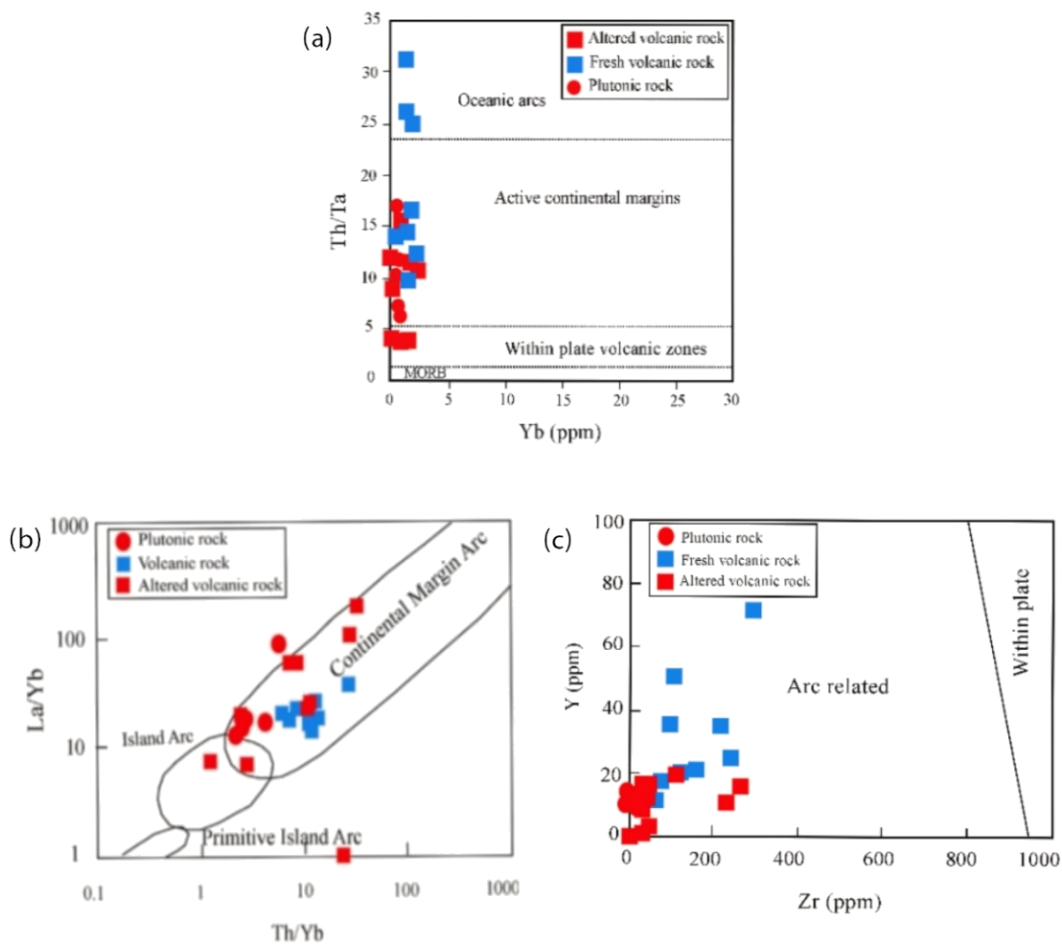 (a)
Th/Ta
35
30
25
20
15
10
5
0
Altered volcanic rock
Fresh volcanic rock
Plutonic rock
Oceanic arcs
Active continental margins
Within plate volcanic zones
MORB
0 5 10 15 20 25 30
Yb (ppm)
(b)
La/Yb
1000
100
10
1
Plutonic rock
Volcanic rock
Altered volcanic rock
Continental Margin Arc
Island Arc
Primitive Island Arc
0.1 1 10 100 1000
Th/Yb
(c)
Y (ppm)
100
80
60
40
20
0
Plutonic rock
Fresh volcanic rock
Altered volcanic rock
Arc related
Within plate
0 200 400 600 800 1000
Zr (ppm)